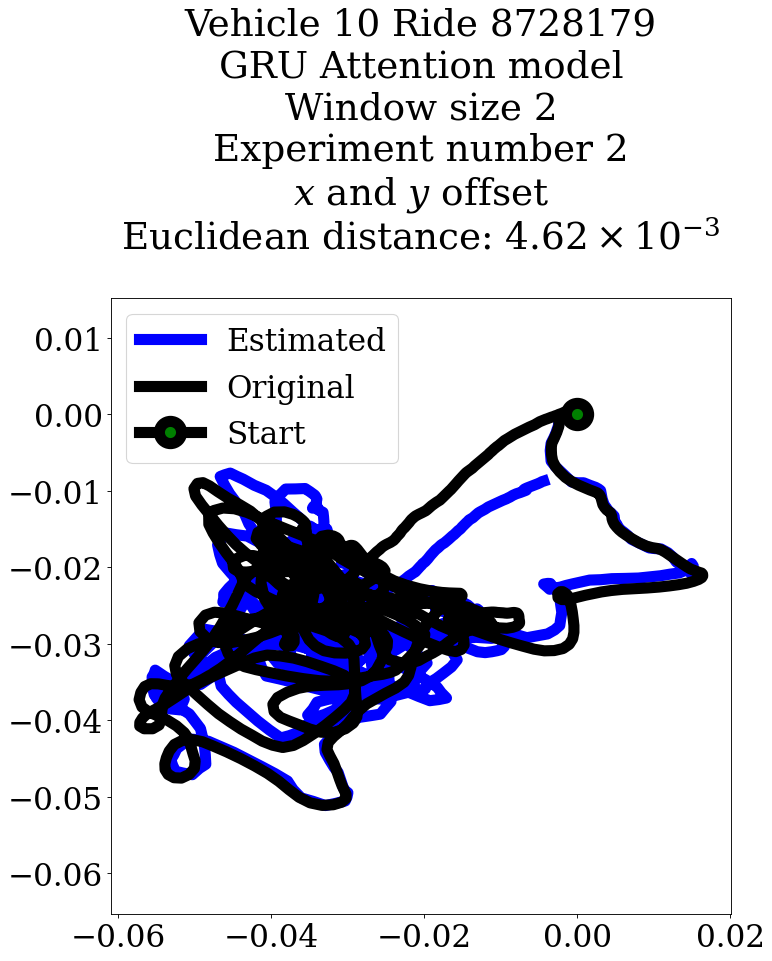 Vehicle 10 Ride 8728179
GRU Attention model
Window size 2
Experiment number 2
x and y offset
Euclidean distance: 4.62 × 10⁻³
Estimated
Original
Start
0.01
0.00
−0.01
−0.02
−0.03
−0.04
−0.05
−0.06
−0.06 −0.04 −0.02 0.00 0.02